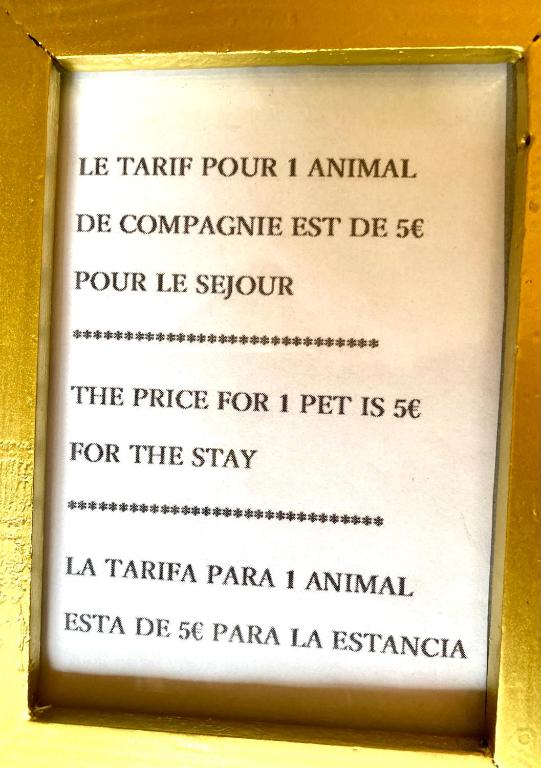 LE TARIF POUR 1 ANIMAL
DE COMPAGNIE EST DE 5€
POUR LE SEJOUR
******************************
THE PRICE FOR 1 PET IS 5€
FOR THE STAY
******************************
LA TARIFA PARA 1 ANIMAL
ESTA DE 5€ PARA LA ESTANCIA